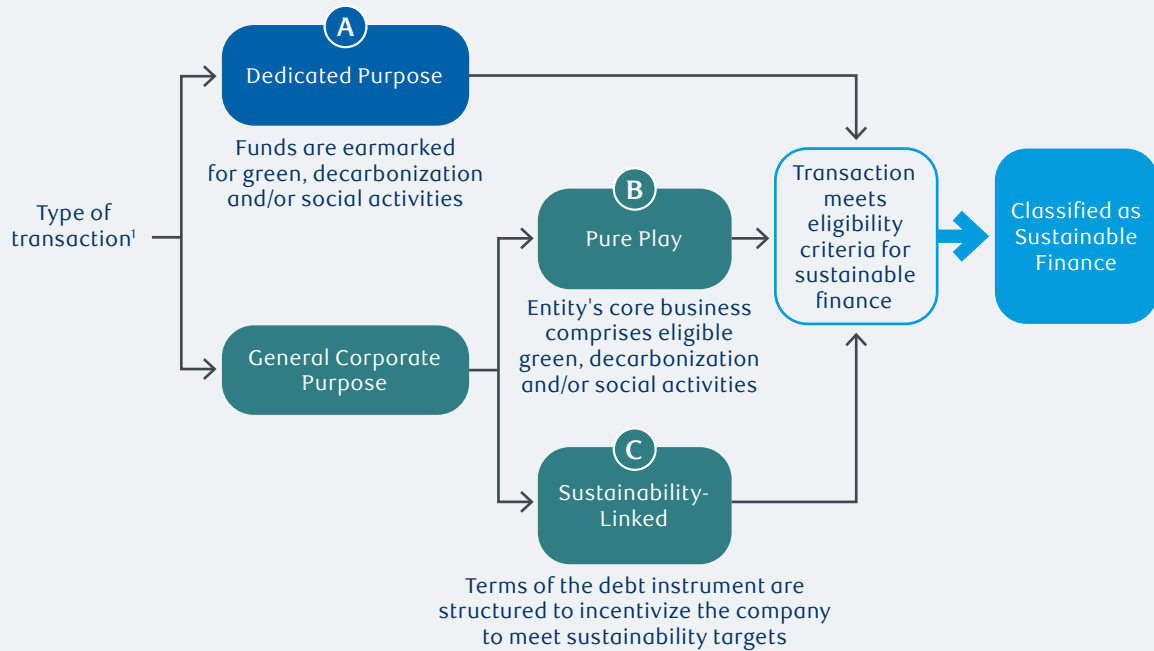 A
Dedicated Purpose
Funds are earmarked
for green, decarbonization
and/or social activities
Type of
transaction¹
General Corporate
Purpose
B
Pure Play
Entity's core business
comprises eligible
green, decarbonization
and/or social activities
C
Sustainability-
Linked
Terms of the debt instrument are
structured to incentivize the company
to meet sustainability targets
Transaction
meets
eligibility
criteria for
sustainable
finance
Classified as
Sustainable
Finance